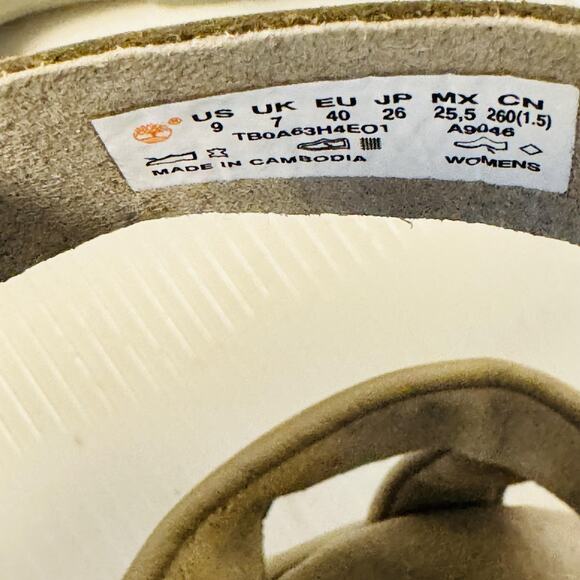 US UK EU JP MX CN
9 7 40 26 25,5 260(1.5)
TB0A63H4EO1 A9046
WOMENS
MADE IN CAMBODIA